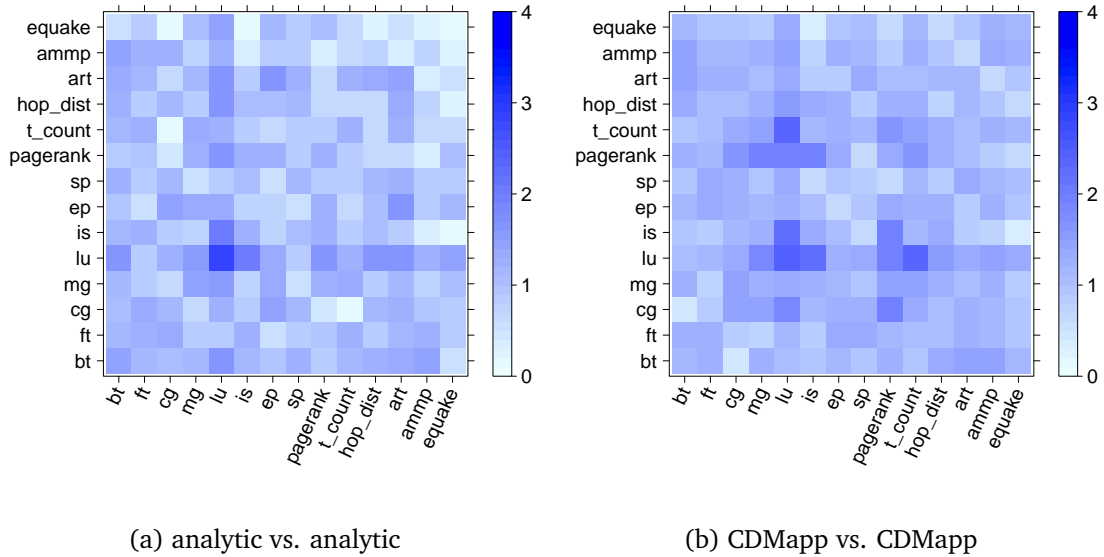 equake
ammp
art
hop_dist
t_count
pagerank
sp
ep
is
lu
mg
cg
ft
bt
bt ft cg mg lu is ep sp pagerank t_count hop_dist art ammp equake
4
3
2
1
0
(a) analytic vs. analytic
equake
ammp
art
hop_dist
t_count
pagerank
sp
ep
is
lu
mg
cg
ft
bt
bt ft cg mg lu is ep sp pagerank t_count hop_dist art ammp equake
4
3
2
1
0
(b) CDMapp vs. CDMapp